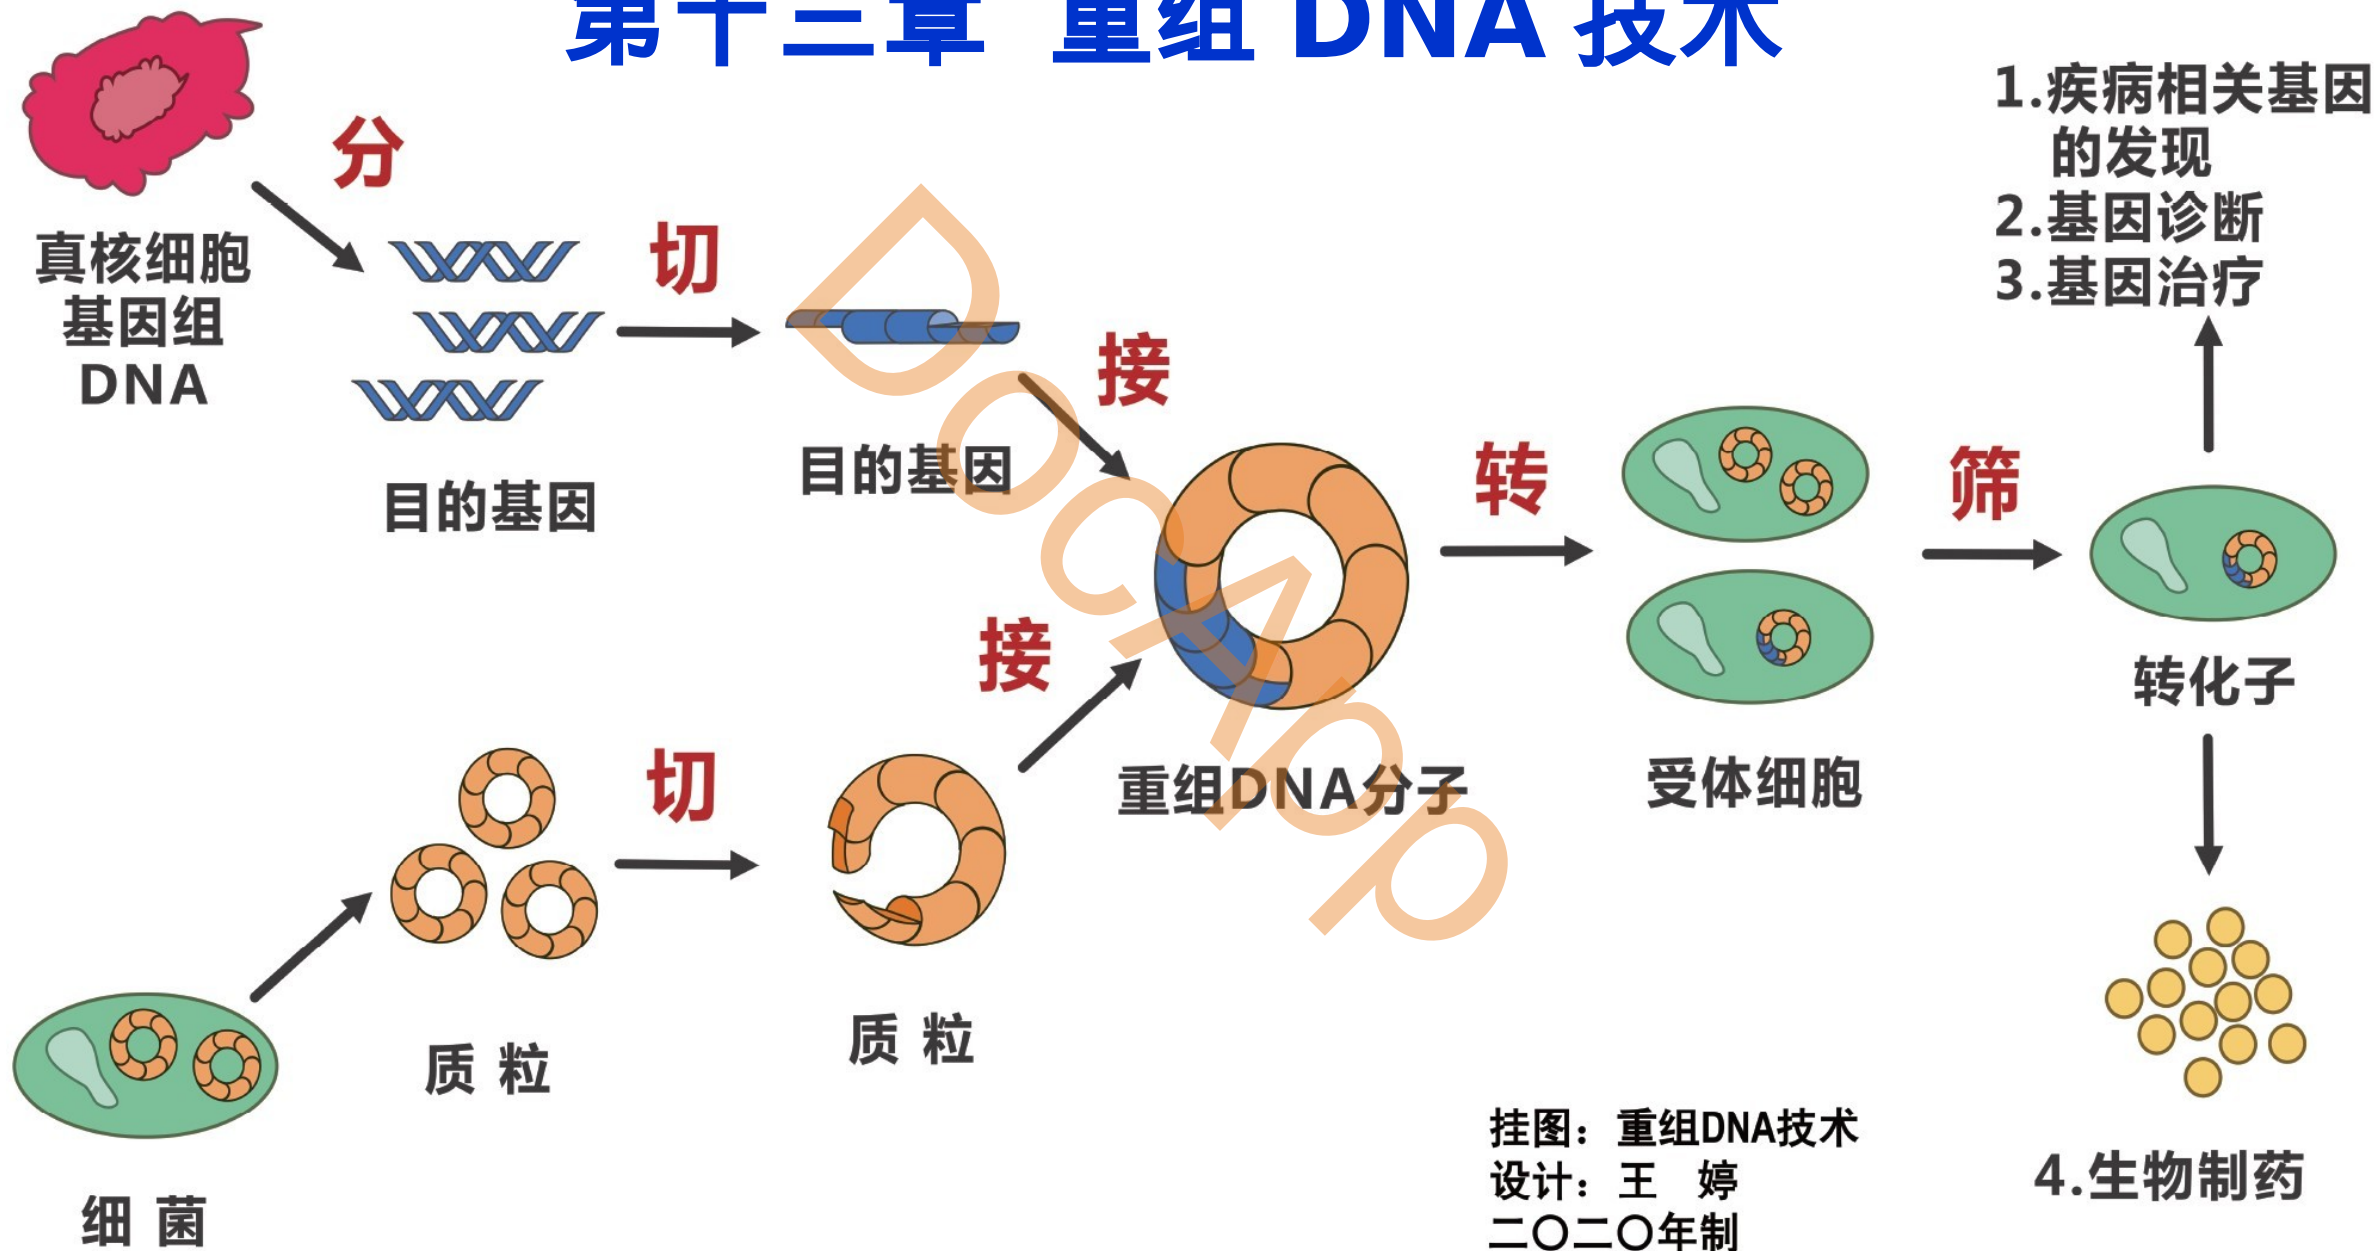 第十三章 重组 DNA 技术
真核细胞
基因组
DNA
分
目的基因
切
目的基因
接
细 菌
质 粒
切
质 粒
接
重组DNA分子
转
受体细胞
筛
转化子
1.疾病相关基因
的发现
2.基因诊断
3.基因治疗
4.生物制药
挂图：重组DNA技术
设计：王 婷
二〇二〇年制
DocApp